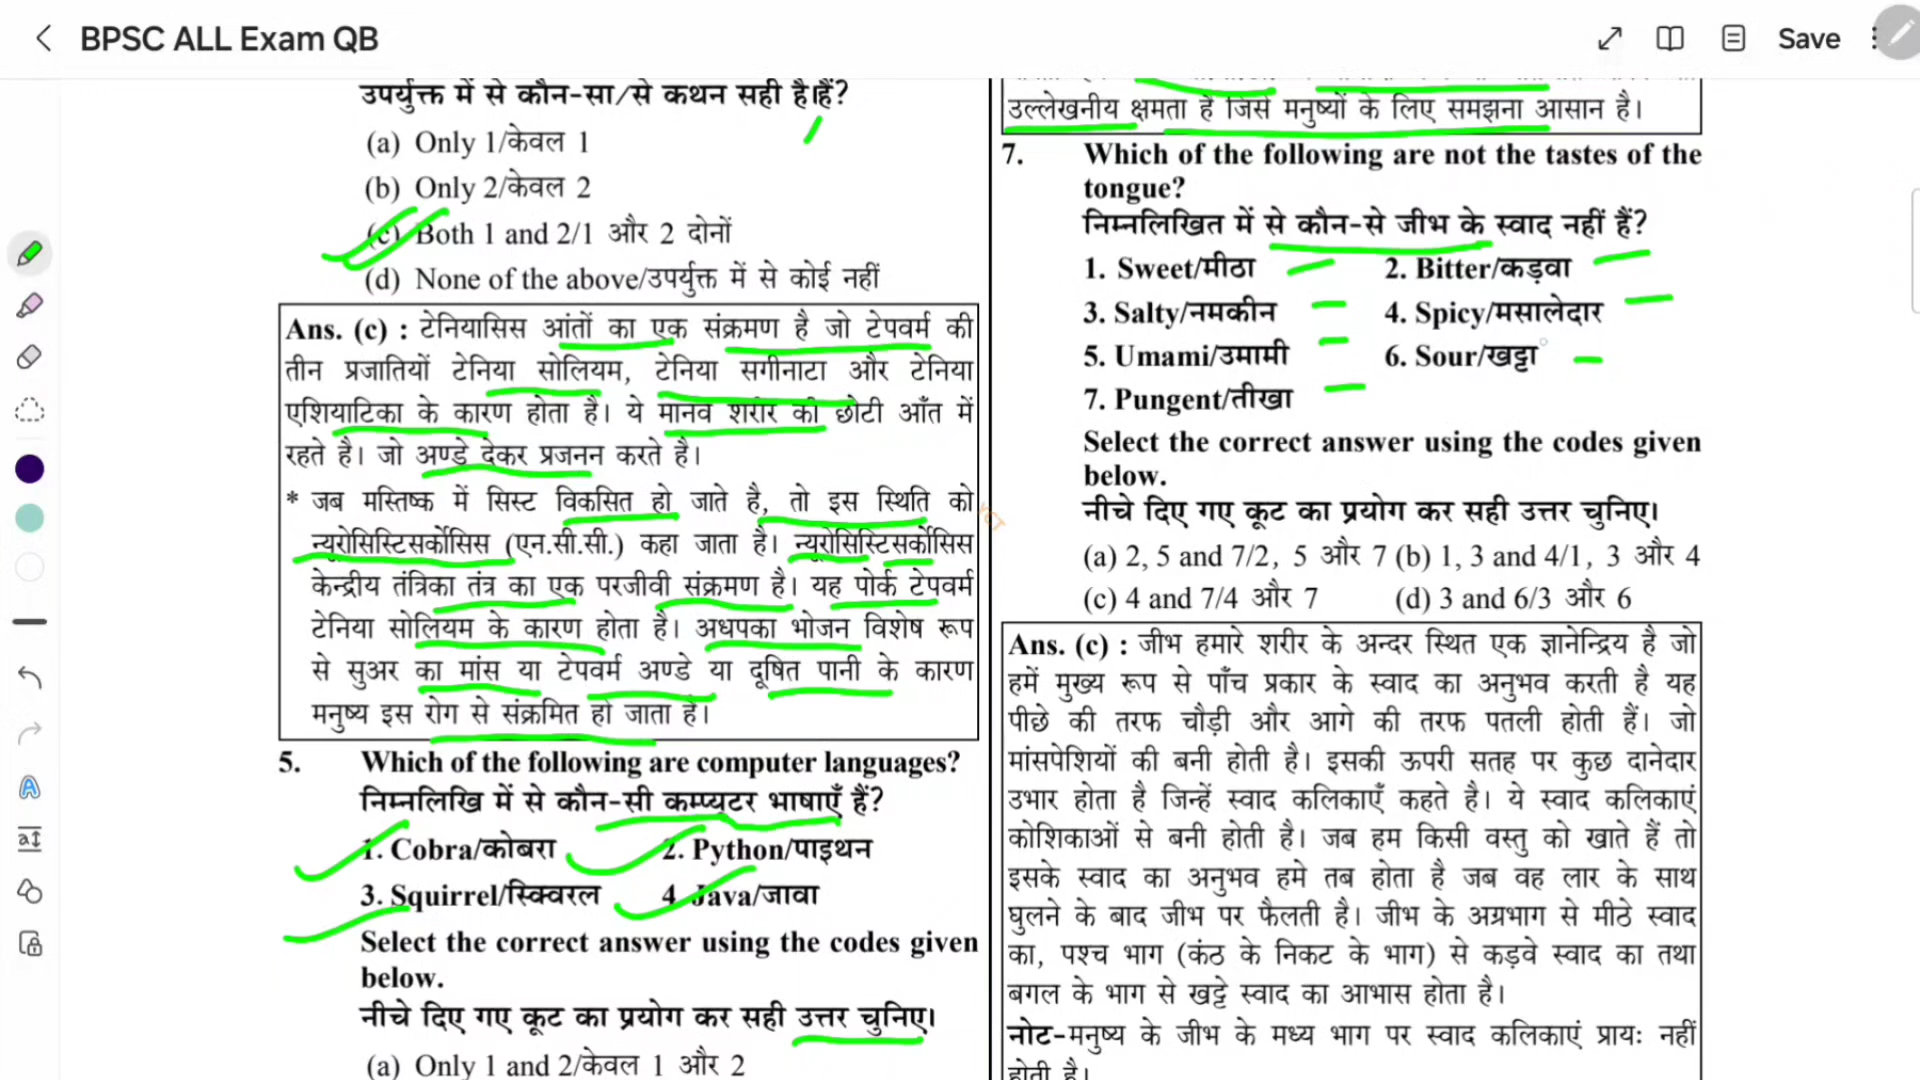 BPSC ALL Exam QB
Save
उपर्युक्त में से कौन-सा/से कथन सही है।हैं?
(a) Only 1/केवल 1
(b) Only 2/केवल 2
(c) Both 1 and 2/1 और 2 दोनों
(d) None of the above/उपर्युक्त में से कोई नहीं
Ans. (c) : टेनियासिस आंतों का एक संक्रमण है जो टेपवर्म की
तीन प्रजातियों टेनिया सोलियम, टेनिया सगीनाटा और टेनिया
एशियाटिका के कारण होता है। ये मानव शरीर की छोटी आँत में
रहते है। जो अण्डे देकर प्रजनन करते है।
* जब मस्तिष्क में सिस्ट विकसित हो जाते है, तो इस स्थिति को
न्यूरोसिस्टिसर्कोसिस (एन.सी.सी.) कहा जाता है। न्यूरोसिस्टिसर्कोसिस
केन्द्रीय तंत्रिका तंत्र का एक परजीवी संक्रमण है। यह पोर्क टेपवर्म
टेनिया सोलियम के कारण होता है। अधपका भोजन विशेष रूप
से सुअर का मांस या टेपवर्म अण्डे या दूषित पानी के कारण
मनुष्य इस रोग से संक्रमित हो जाता है।
5. Which of the following are computer languages?
निम्नलिखि में से कौन-सी कम्प्यूटर भाषाएँ हैं?
1. Cobra/कोबरा 2. Python/पाइथन
3. Squirrel/स्क्विरल 4. Java/जावा
Select the correct answer using the codes given
below.
नीचे दिए गए कूट का प्रयोग कर सही उत्तर चुनिए।
(a) Only 1 and 2/केवल 1 और 2
उल्लेखनीय क्षमता है जिसे मनुष्यों के लिए समझना आसान है।
7. Which of the following are not the tastes of the
tongue?
निम्नलिखित में से कौन-से जीभ के स्वाद नहीं हैं?
1. Sweet/मीठा 2. Bitter/कड़वा
3. Salty/नमकीन 4. Spicy/मसालेदार
5. Umami/उमामी 6. Sour/खट्टा
7. Pungent/तीखा
Select the correct answer using the codes given
below.
नीचे दिए गए कूट का प्रयोग कर सही उत्तर चुनिए।
(a) 2, 5 and 7/2, 5 और 7 (b) 1, 3 and 4/1, 3 और 4
(c) 4 and 7/4 और 7 (d) 3 and 6/3 और 6
Ans. (c) : जीभ हमारे शरीर के अन्दर स्थित एक ज्ञानेन्द्रिय है जो
हमें मुख्य रूप से पाँच प्रकार के स्वाद का अनुभव करती है यह
पीछे की तरफ चौड़ी और आगे की तरफ पतली होती हैं। जो
मांसपेशियों की बनी होती है। इसकी ऊपरी सतह पर कुछ दानेदार
उभार होता है जिन्हें स्वाद कलिकाएँ कहते है। ये स्वाद कलिकाएं
कोशिकाओं से बनी होती है। जब हम किसी वस्तु को खाते हैं तो
इसके स्वाद का अनुभव हमे तब होता है जब वह लार के साथ
घुलने के बाद जीभ पर फैलती है। जीभ के अग्रभाग से मीठे स्वाद
का, पश्च भाग (कंठ के निकट के भाग) से कड़वे स्वाद का तथा
बगल के भाग से खट्टे स्वाद का आभास होता है।
नोट-मनुष्य के जीभ के मध्य भाग पर स्वाद कलिकाएं प्रायः नहीं
होती है।
YCT